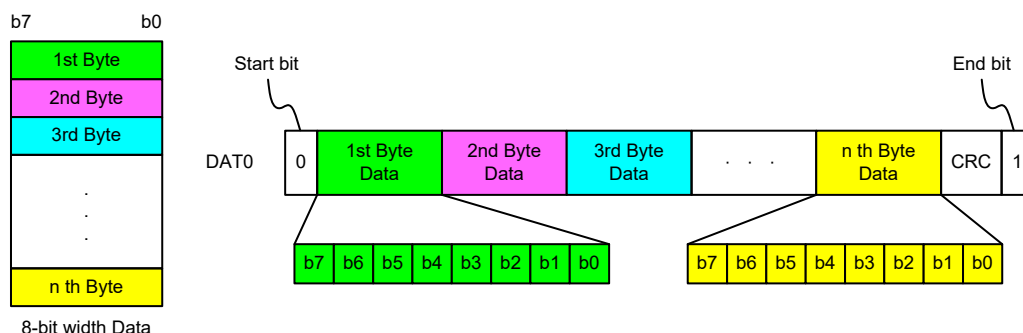 b7 b0
1st Byte
2nd Byte
3rd Byte
.
.
.
n th Byte
8-bit width Data
Start bit
End bit
DAT0
0
1st Byte
Data
2nd Byte
Data
3rd Byte
Data
. . .
n th Byte
Data
CRC
1
b7 b6 b5 b4 b3 b2 b1 b0
b7 b6 b5 b4 b3 b2 b1 b0